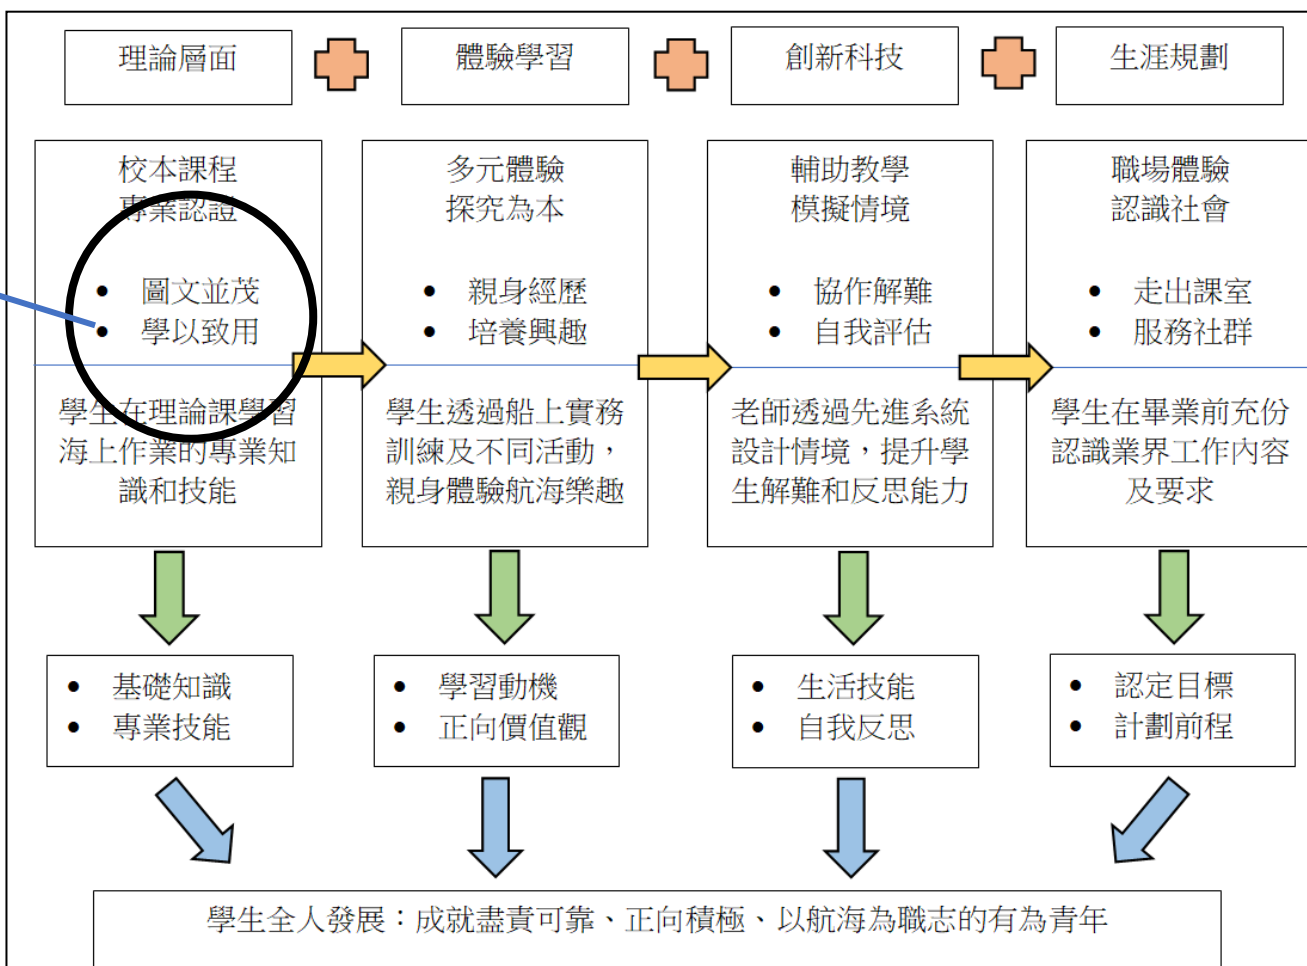 理論層面
體驗學習
創新科技
生涯規劃
校本課程
專業認證
• 圖文並茂
• 學以致用
學生在理論課學習
海上作業的專業知
識和技能
多元體驗
探究為本
• 親身經歷
• 培養興趣
學生透過船上實務
訓練及不同活動，
親身體驗航海樂趣
輔助教學
模擬情境
• 協作解難
• 自我評估
老師透過先進系統
設計情境，提升學
生解難和反思能力
職場體驗
認識社會
• 走出課室
• 服務社群
學生在畢業前充份
認識業界工作內容
及要求
• 基礎知識
• 專業技能
• 學習動機
• 正向價值觀
• 生活技能
• 自我反思
• 認定目標
• 計劃前程
學生全人發展：成就盡責可靠、正向積極、以航海為職志的有為青年